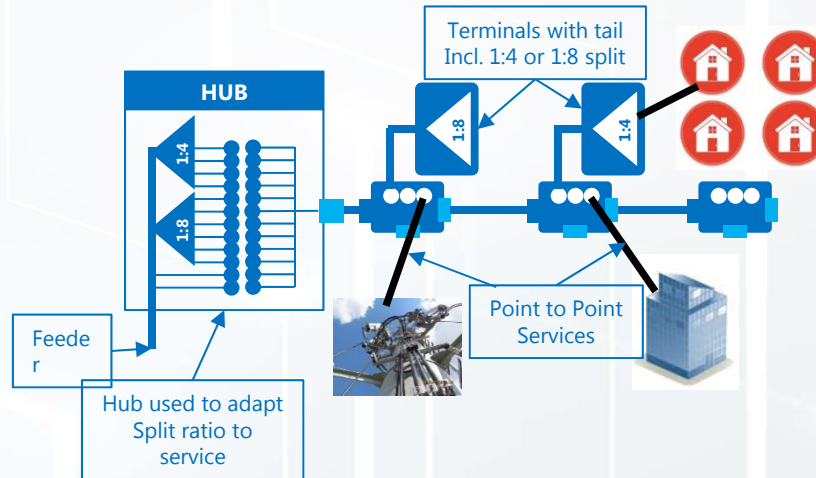 Terminals with tail
Incl. 1:4 or 1:8 split
HUB
1:4
1:8
1:8
1:4
Point to Point
Services
Feede
r
Hub used to adapt
Split ratio to
service